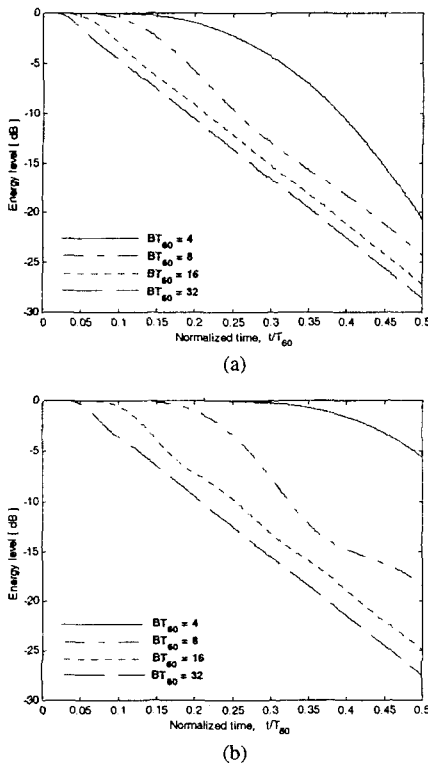 0
-5
-10
-15
-20
-25
-30
Energy level [ dB]
BT60 = 4
BT60 = 8
BT60 = 16
BT60 = 32
0 0.05 0.1 0.15 0.2 0.25 0.3 0.35 0.4 0.45 0.5
Normalized time, t/T60
(a)
0
-5
-10
-15
-20
-25
-30
Energy level [ dB]
BT60 = 4
BT60 = 8
BT60 = 16
BT60 = 32
0 0.05 0.1 0.15 0.2 0.25 0.3 0.35 0.4 0.45 0.5
Normalized time, t/T60
(b)